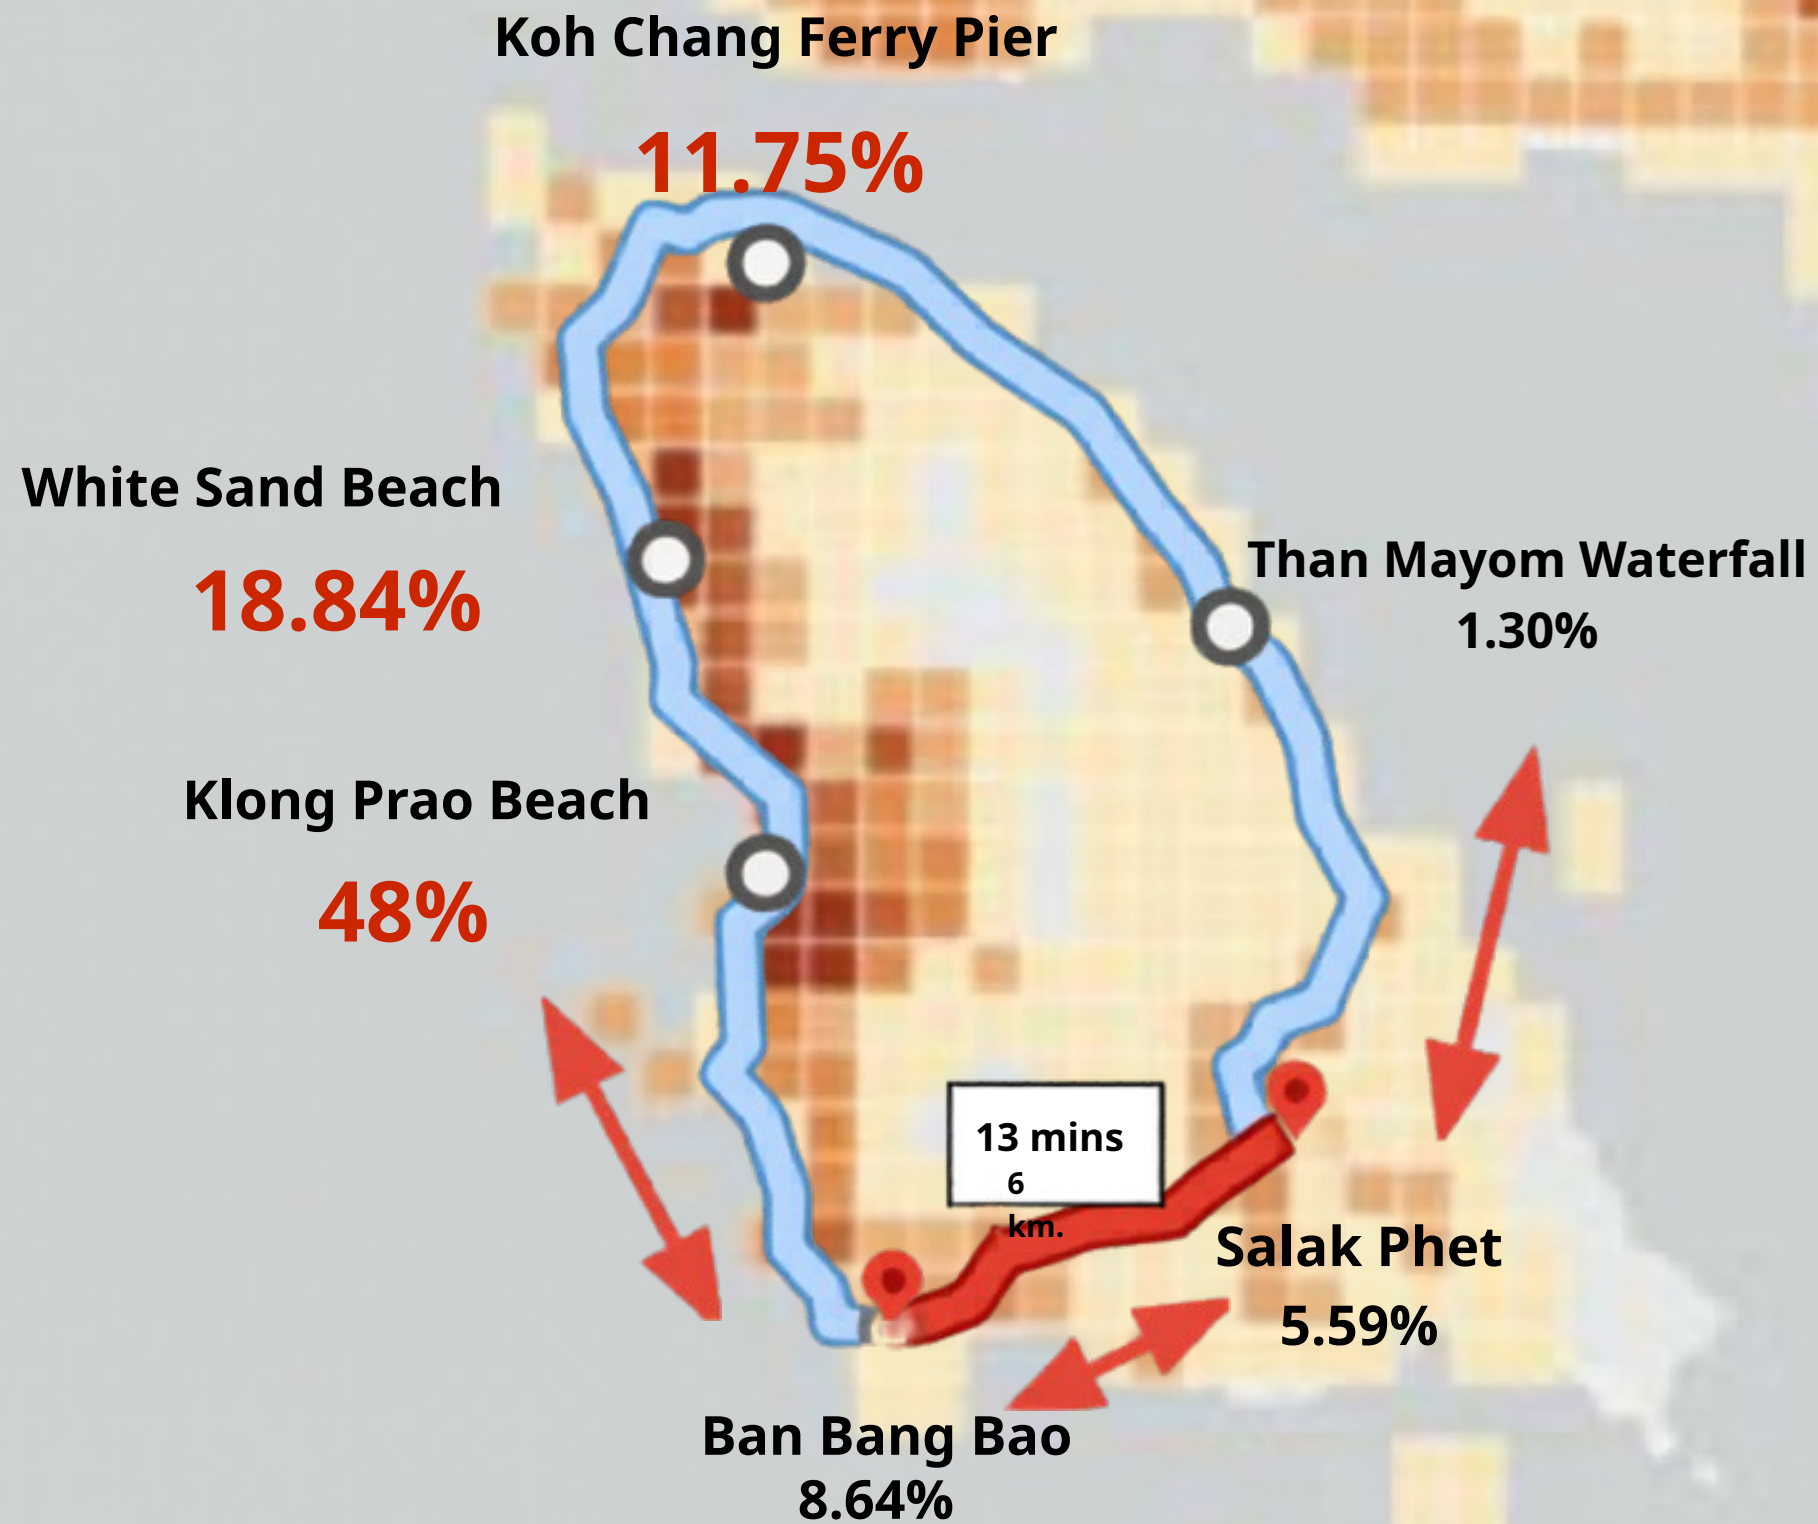 Koh Chang Ferry Pier
11.75%
White Sand Beach
18.84%
Than Mayom Waterfall
1.30%
Klong Prao Beach
48%
13 mins
6
km.
Salak Phet
5.59%
Ban Bang Bao
8.64%